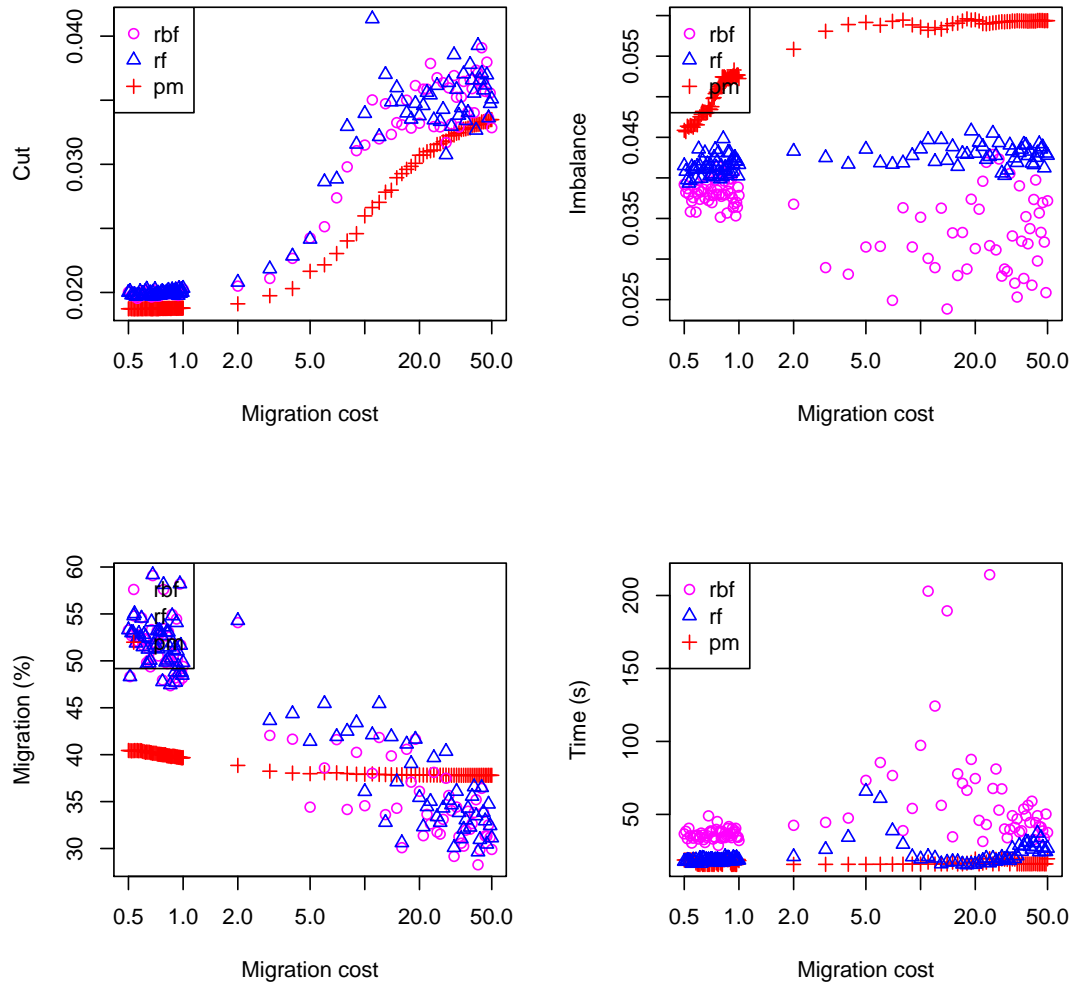 Cut
0.040
0.030
0.020
rbf
rf
pm
0.5 1.0 2.0 5.0 20.0 50.0
Migration cost
Imbalance
0.055
0.045
0.035
0.025
rbf
rf
pm
0.5 1.0 2.0 5.0 20.0 50.0
Migration cost
Migration (%)
60
55
50
45
40
35
30
rbf
rf
pm
0.5 1.0 2.0 5.0 20.0 50.0
Migration cost
Time (s)
200
150
100
50
rbf
rf
pm
0.5 1.0 2.0 5.0 20.0 50.0
Migration cost